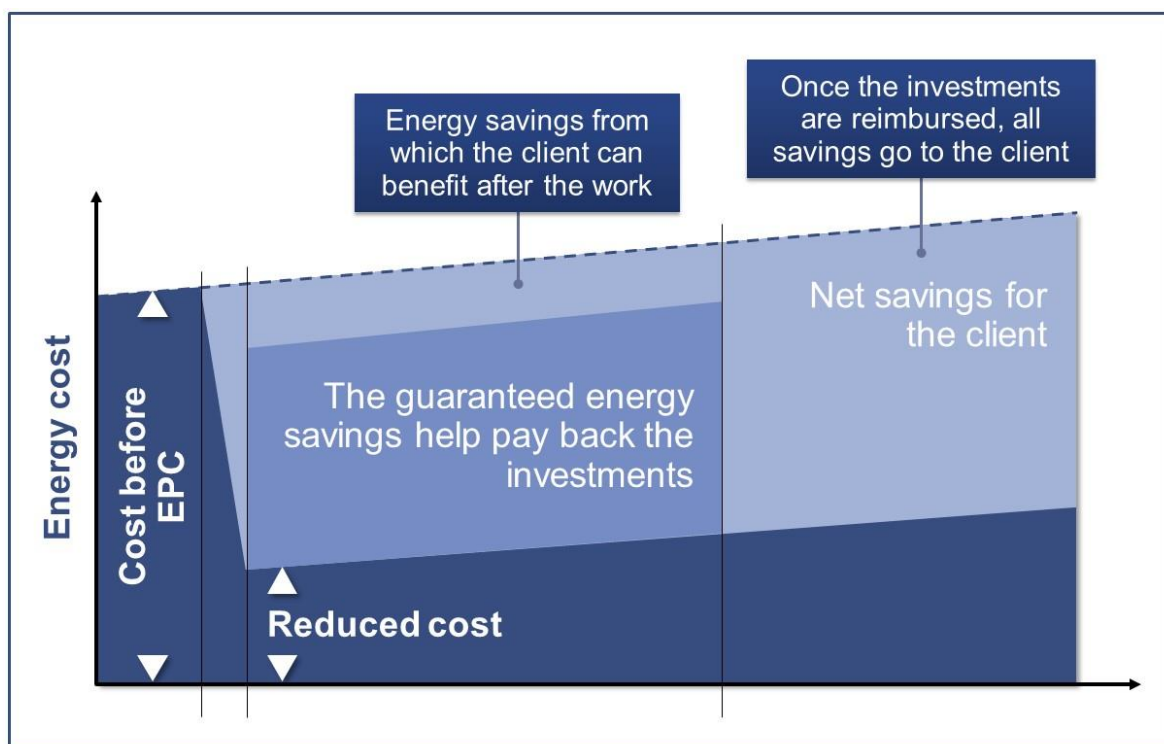 Energy savings from
which the client can
benefit after the work
Once the investments
are reimbursed, all
savings go to the client
Net savings for
the client
The guaranteed energy
savings help pay back the
investments
Energy cost
Cost before
EPC
Reduced cost